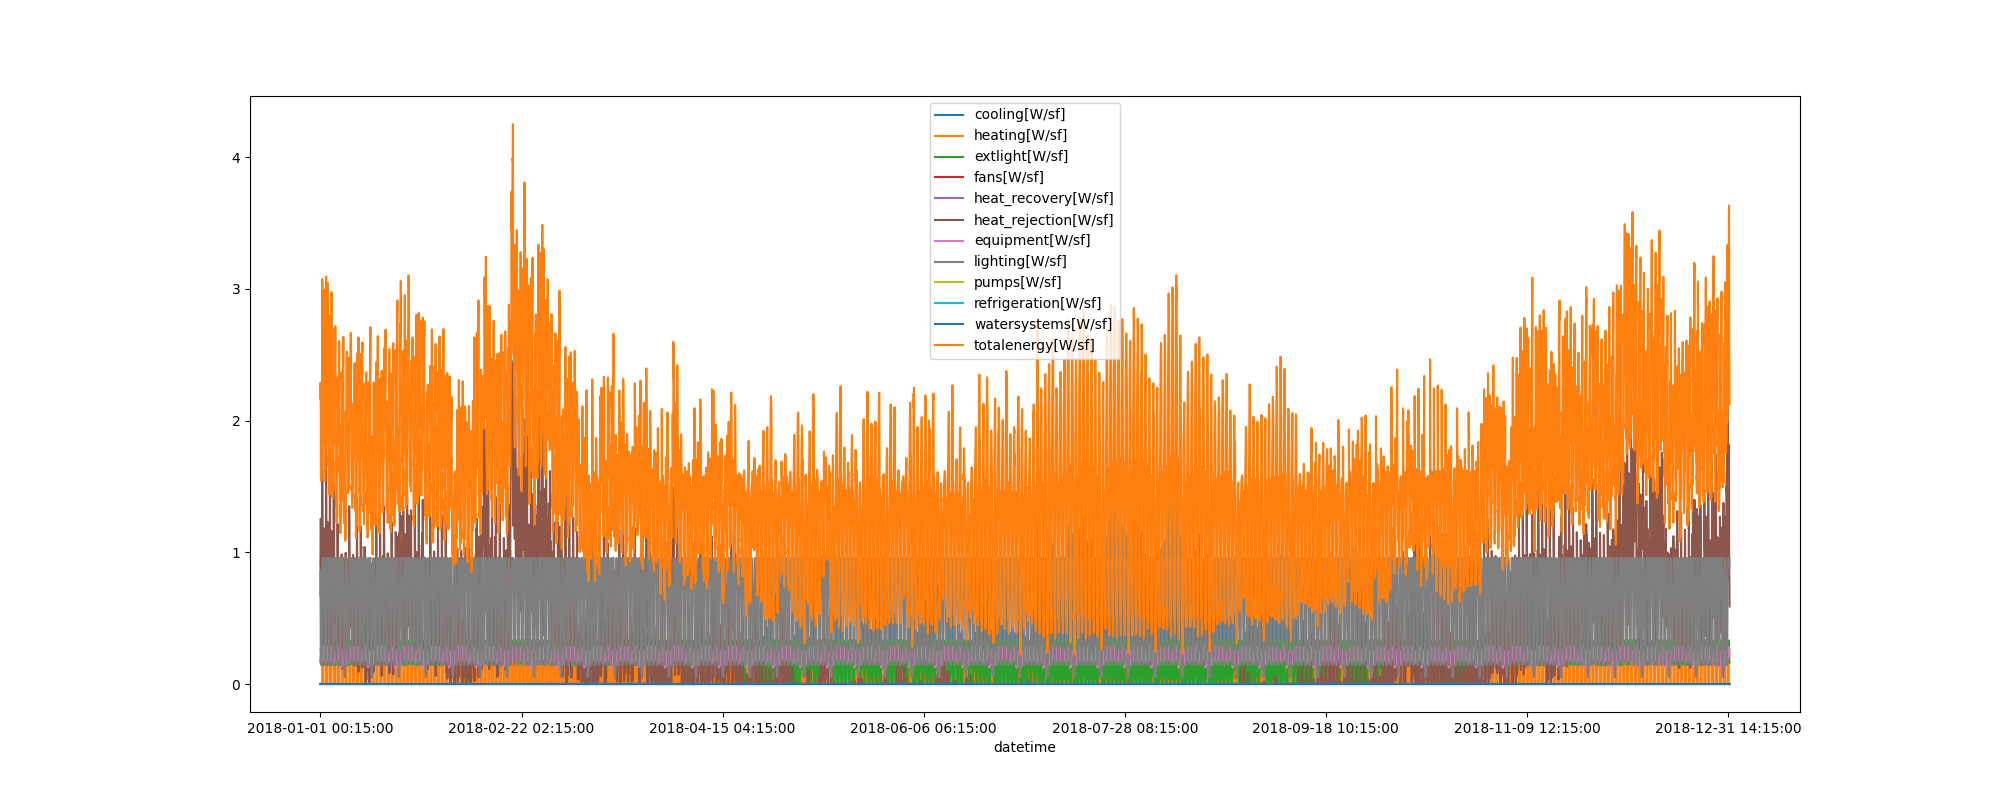 cooling[W/sf]
heating[W/sf]
extlight[W/sf]
fans[W/sf]
heat_recovery[W/sf]
heat_rejection[W/sf]
equipment[W/sf]
lighting[W/sf]
pumps[W/sf]
refrigeration[W/sf]
watersystems[W/sf]
totalenergy[W/sf]
4
3
2
1
0
2018-01-01 00:15:00 2018-02-22 02:15:00 2018-04-15 04:15:00 2018-06-06 06:15:00 2018-07-28 08:15:00 2018-09-18 10:15:00 2018-11-09 12:15:00 2018-12-31 14:15:00
datetime